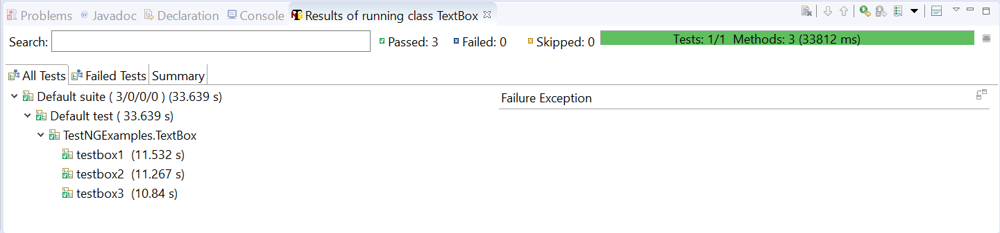 Problems @ Javadoc Declaration Console Results of running class TextBox
Search: Passed: 3 Failed: 0 Skipped: 0 Tests: 1/1 Methods: 3 (33812 ms)
All Tests Failed Tests Summary
Default suite ( 3/0/0/0 ) (33.639 s)
Failure Exception
Default test ( 33.639 s)
TestNGExamples.TextBox
testbox1 (11.532 s)
testbox2 (11.267 s)
testbox3 (10.84 s)